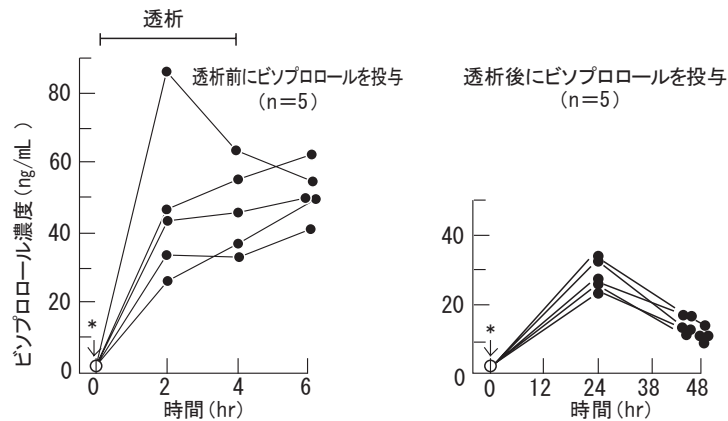 透析
透析前にビソプロロールを投与
(n=5)
ビソプロロール濃度(ng/mL)
80
60
40
20
0
*
0
2
4
6
時間(hr)
透析後にビソプロロールを投与
(n=5)
40
20
0
*
0
12
24
38
48
時間(hr)